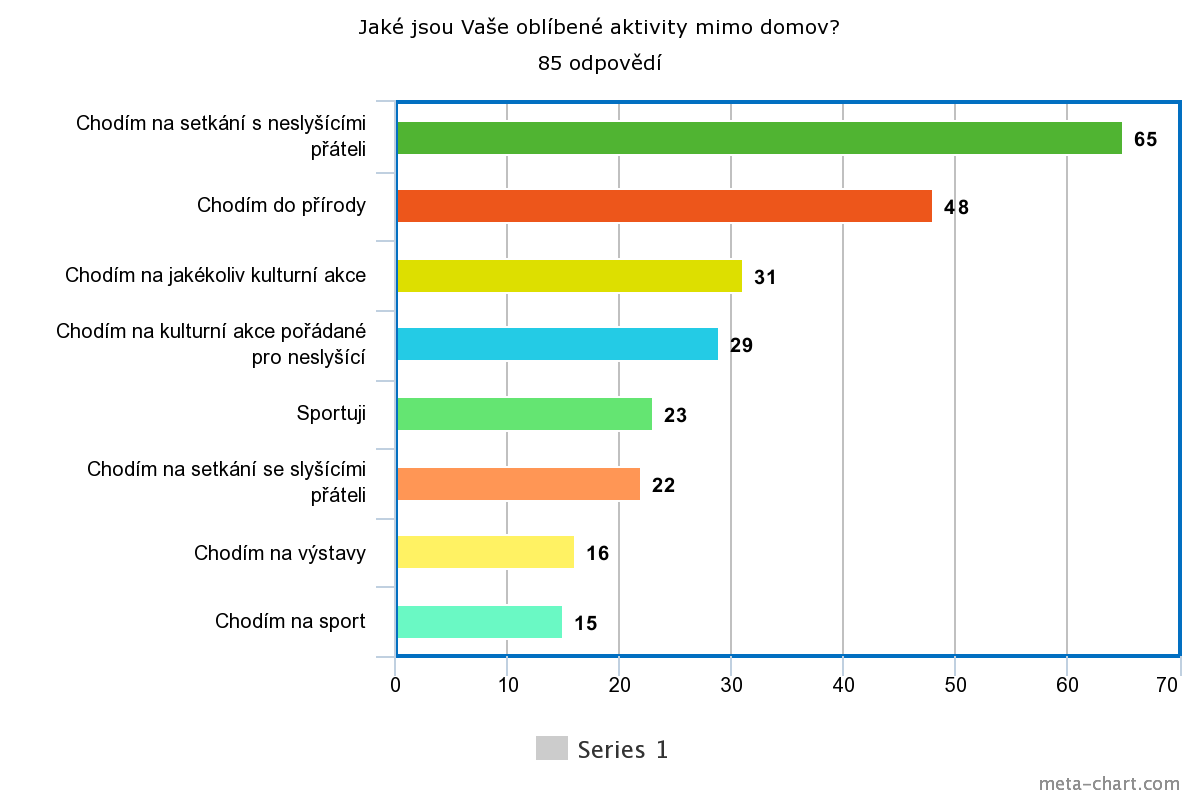 Jaké jsou Vaše oblíbené aktivity mimo domov?
85 odpovědí
Chodím na setkání s neslyšícími
přáteli
65
Chodím do přírody
48
Chodím na jakékoliv kulturní akce
31
Chodím na kulturní akce pořádané
pro neslyšící
29
Sportuji
23
Chodím na setkání se slyšícími
přáteli
22
Chodím na výstavy
16
Chodím na sport
15
0 10 20 30 40 50 60 70
Series 1
meta-chart.com